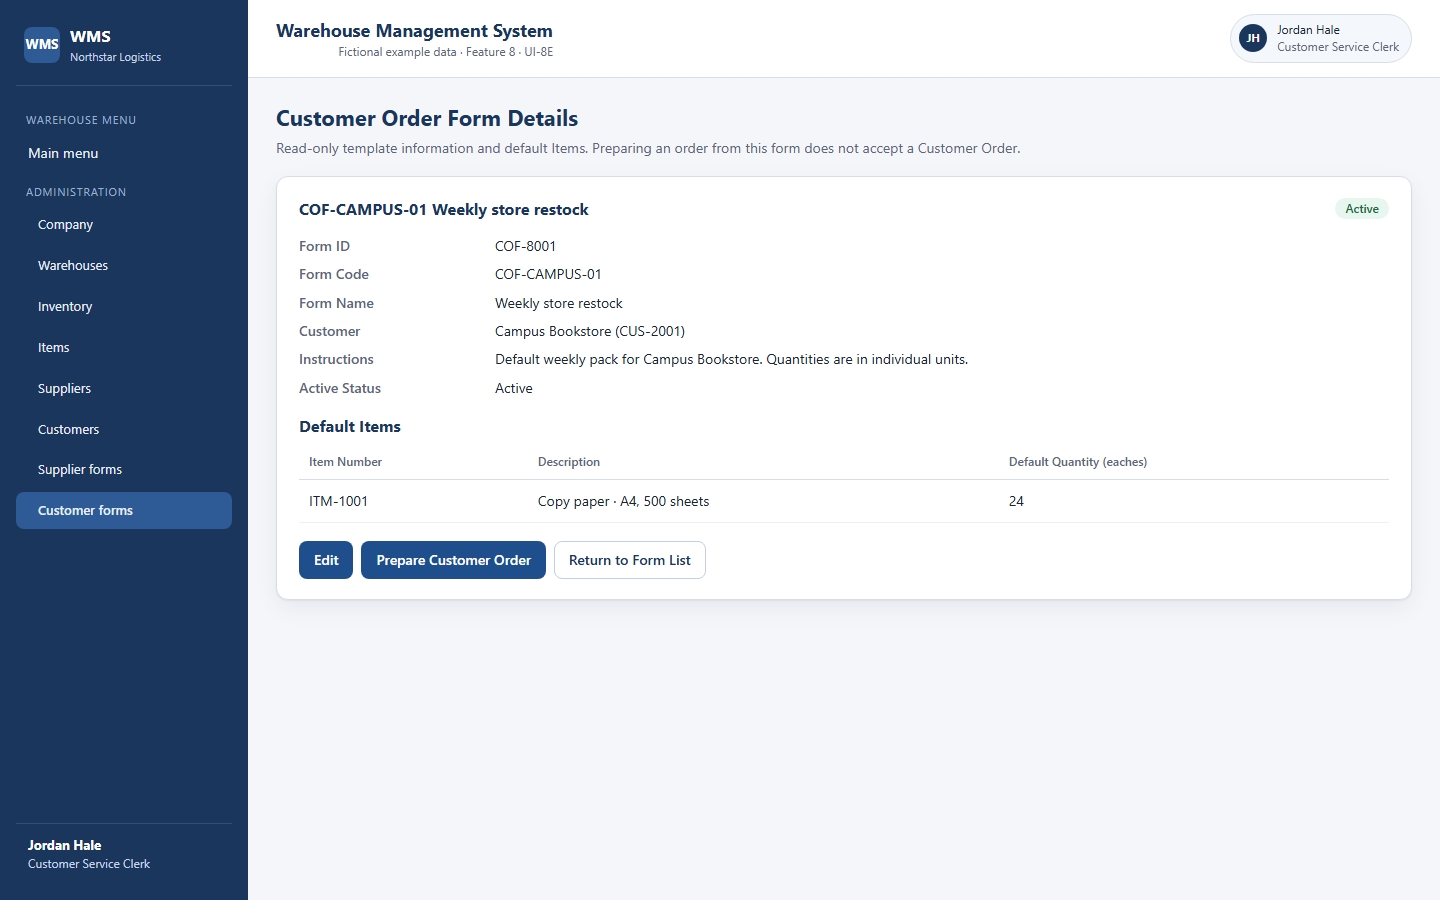 WMS
WMS
Northstar Logistics
WAREHOUSE MENU
Main menu
ADMINISTRATION
Company
Warehouses
Inventory
Items
Suppliers
Customers
Supplier forms
Customer forms
Jordan Hale
Customer Service Clerk
Warehouse Management System
Fictional example data · Feature 8 · UI-8E
JH
Jordan Hale
Customer Service Clerk
Customer Order Form Details
Read-only template information and default Items. Preparing an order from this form does not accept a Customer Order.
COF-CAMPUS-01 Weekly store restock
Active
Form ID COF-8001
Form Code COF-CAMPUS-01
Form Name Weekly store restock
Customer Campus Bookstore (CUS-2001)
Instructions Default weekly pack for Campus Bookstore. Quantities are in individual units.
Active Status Active
Default Items
Item Number Description Default Quantity (eaches)
ITM-1001 Copy paper · A4, 500 sheets 24
Edit Prepare Customer Order Return to Form List